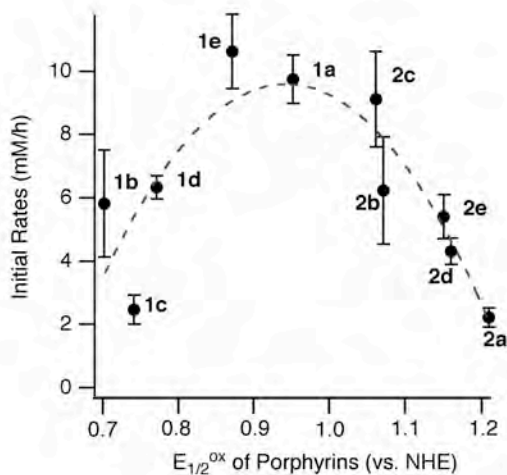 10
8
6
4
2
0
Initial Rates (mM/h)
1e
1a
2c
1b
1d
2b
2e
1c
2d
2a
0.7 0.8 0.9 1.0 1.1 1.2
E1/2ox of Porphyrins (vs. NHE)